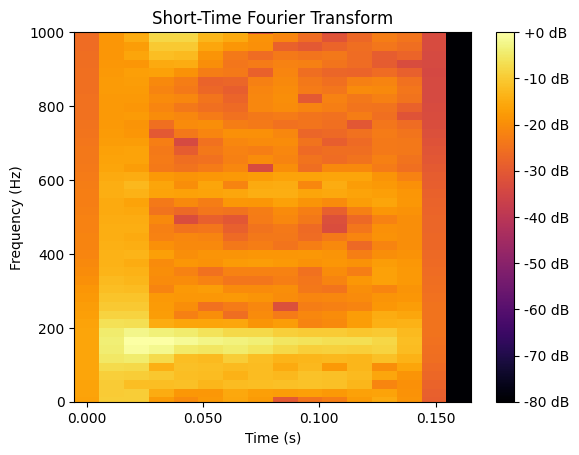 Short-Time Fourier Transform
1000
800
600
400
200
0
Frequency (Hz)
0.000
0.050
0.100
0.150
Time (s)
+0 dB
-10 dB
-20 dB
-30 dB
-40 dB
-50 dB
-60 dB
-70 dB
-80 dB